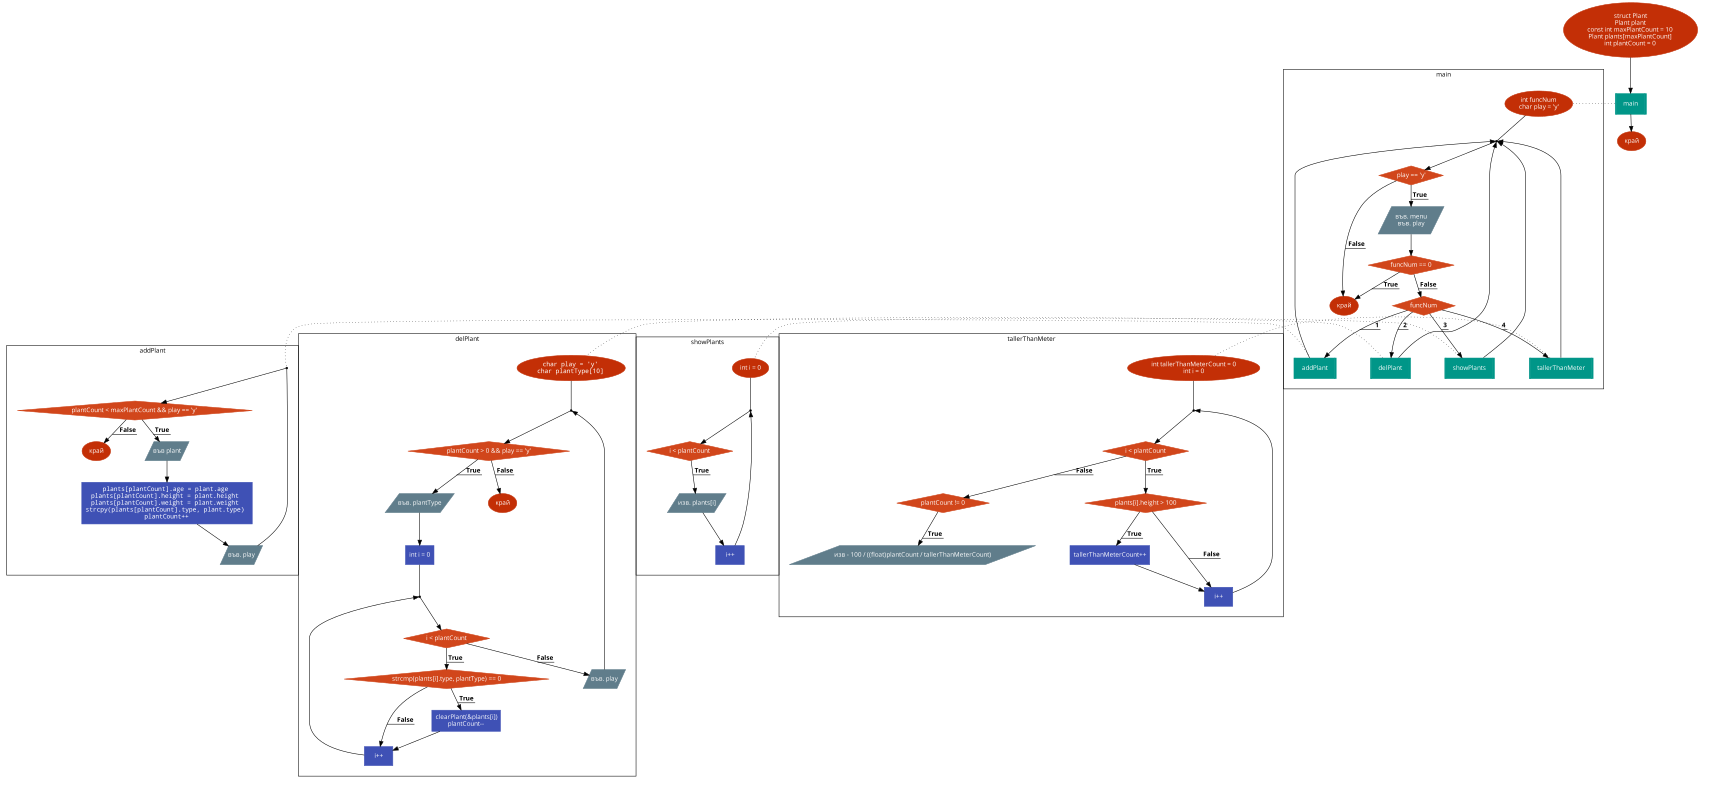 struct Plant
Plant plant
const int maxPlantCount = 10
Plant plants[maxPlantCount]
int plantCount = 0
main
main
край
int funcNum
char play = 'y'
play == 'y'
True
във. menu
във. play
False
funcNum == 0
True
False
край
funcNum
1
2
3
4
addPlant
delPlant
showPlants
tallerThanMeter
addPlant
plantCount < maxPlantCount && play == 'y'
False
True
край
във plant
plants[plantCount].age = plant.age
plants[plantCount].height = plant.height
plants[plantCount].weight = plant.weight
strcpy(plants[plantCount].type, plant.type)
plantCount++
във. play
delPlant
char play = 'y'
char plantType[10]
plantCount > 0 && play == 'y'
True
False
във. plantType
край
int i = 0
i < plantCount
True
False
strcmp(plants[i].type, plantType) == 0
във. play
True
False
clearPlant(&plants[i])
plantCount--
i++
showPlants
int i = 0
i < plantCount
True
изв. plants[i]
i++
tallerThanMeter
int tallerThanMeterCount = 0
int i = 0
i < plantCount
False
True
plantCount != 0
plants[i].height > 100
True
True
False
изв - 100 / ((float)plantCount / tallerThanMeterCount)
tallerThanMeterCount++
i++